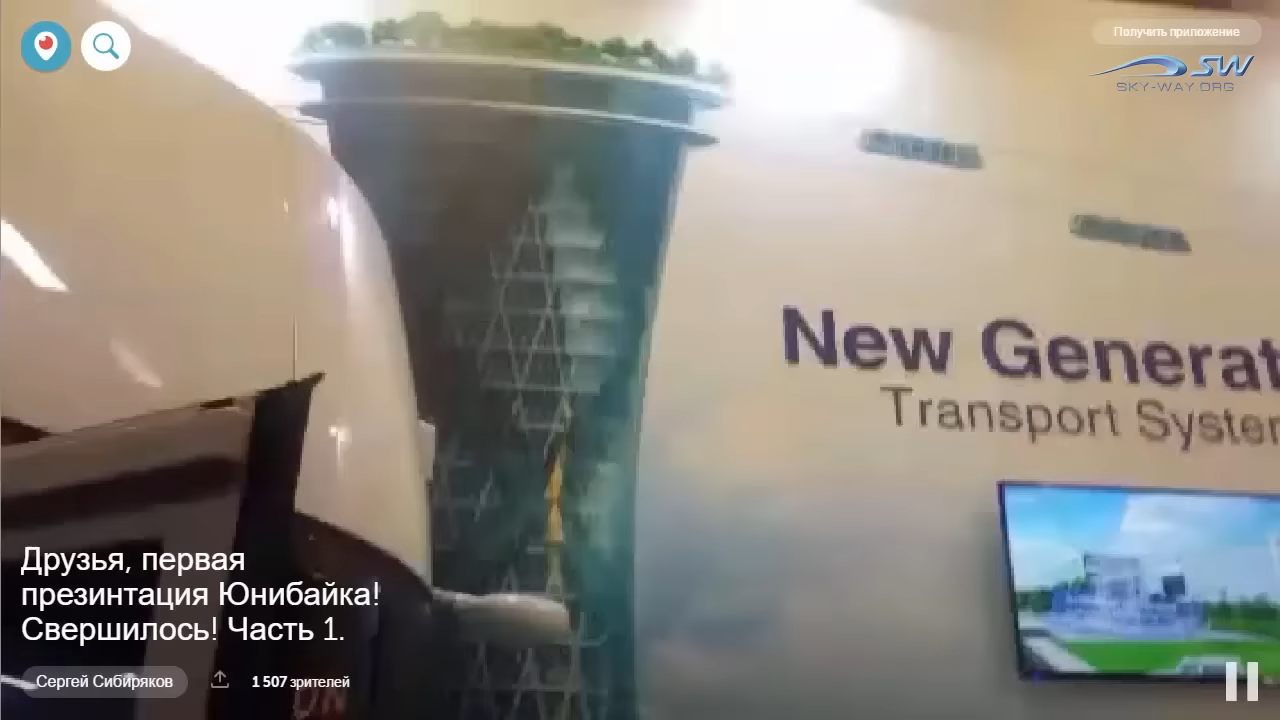 Получить приложение
SW
SKY-WAY.ORG
New Generat
Transport System
Друзья, первая
презинтация Юнибайка!
Свершилось! Часть 1.
Сергей Сибиряков
1 507 зрителей